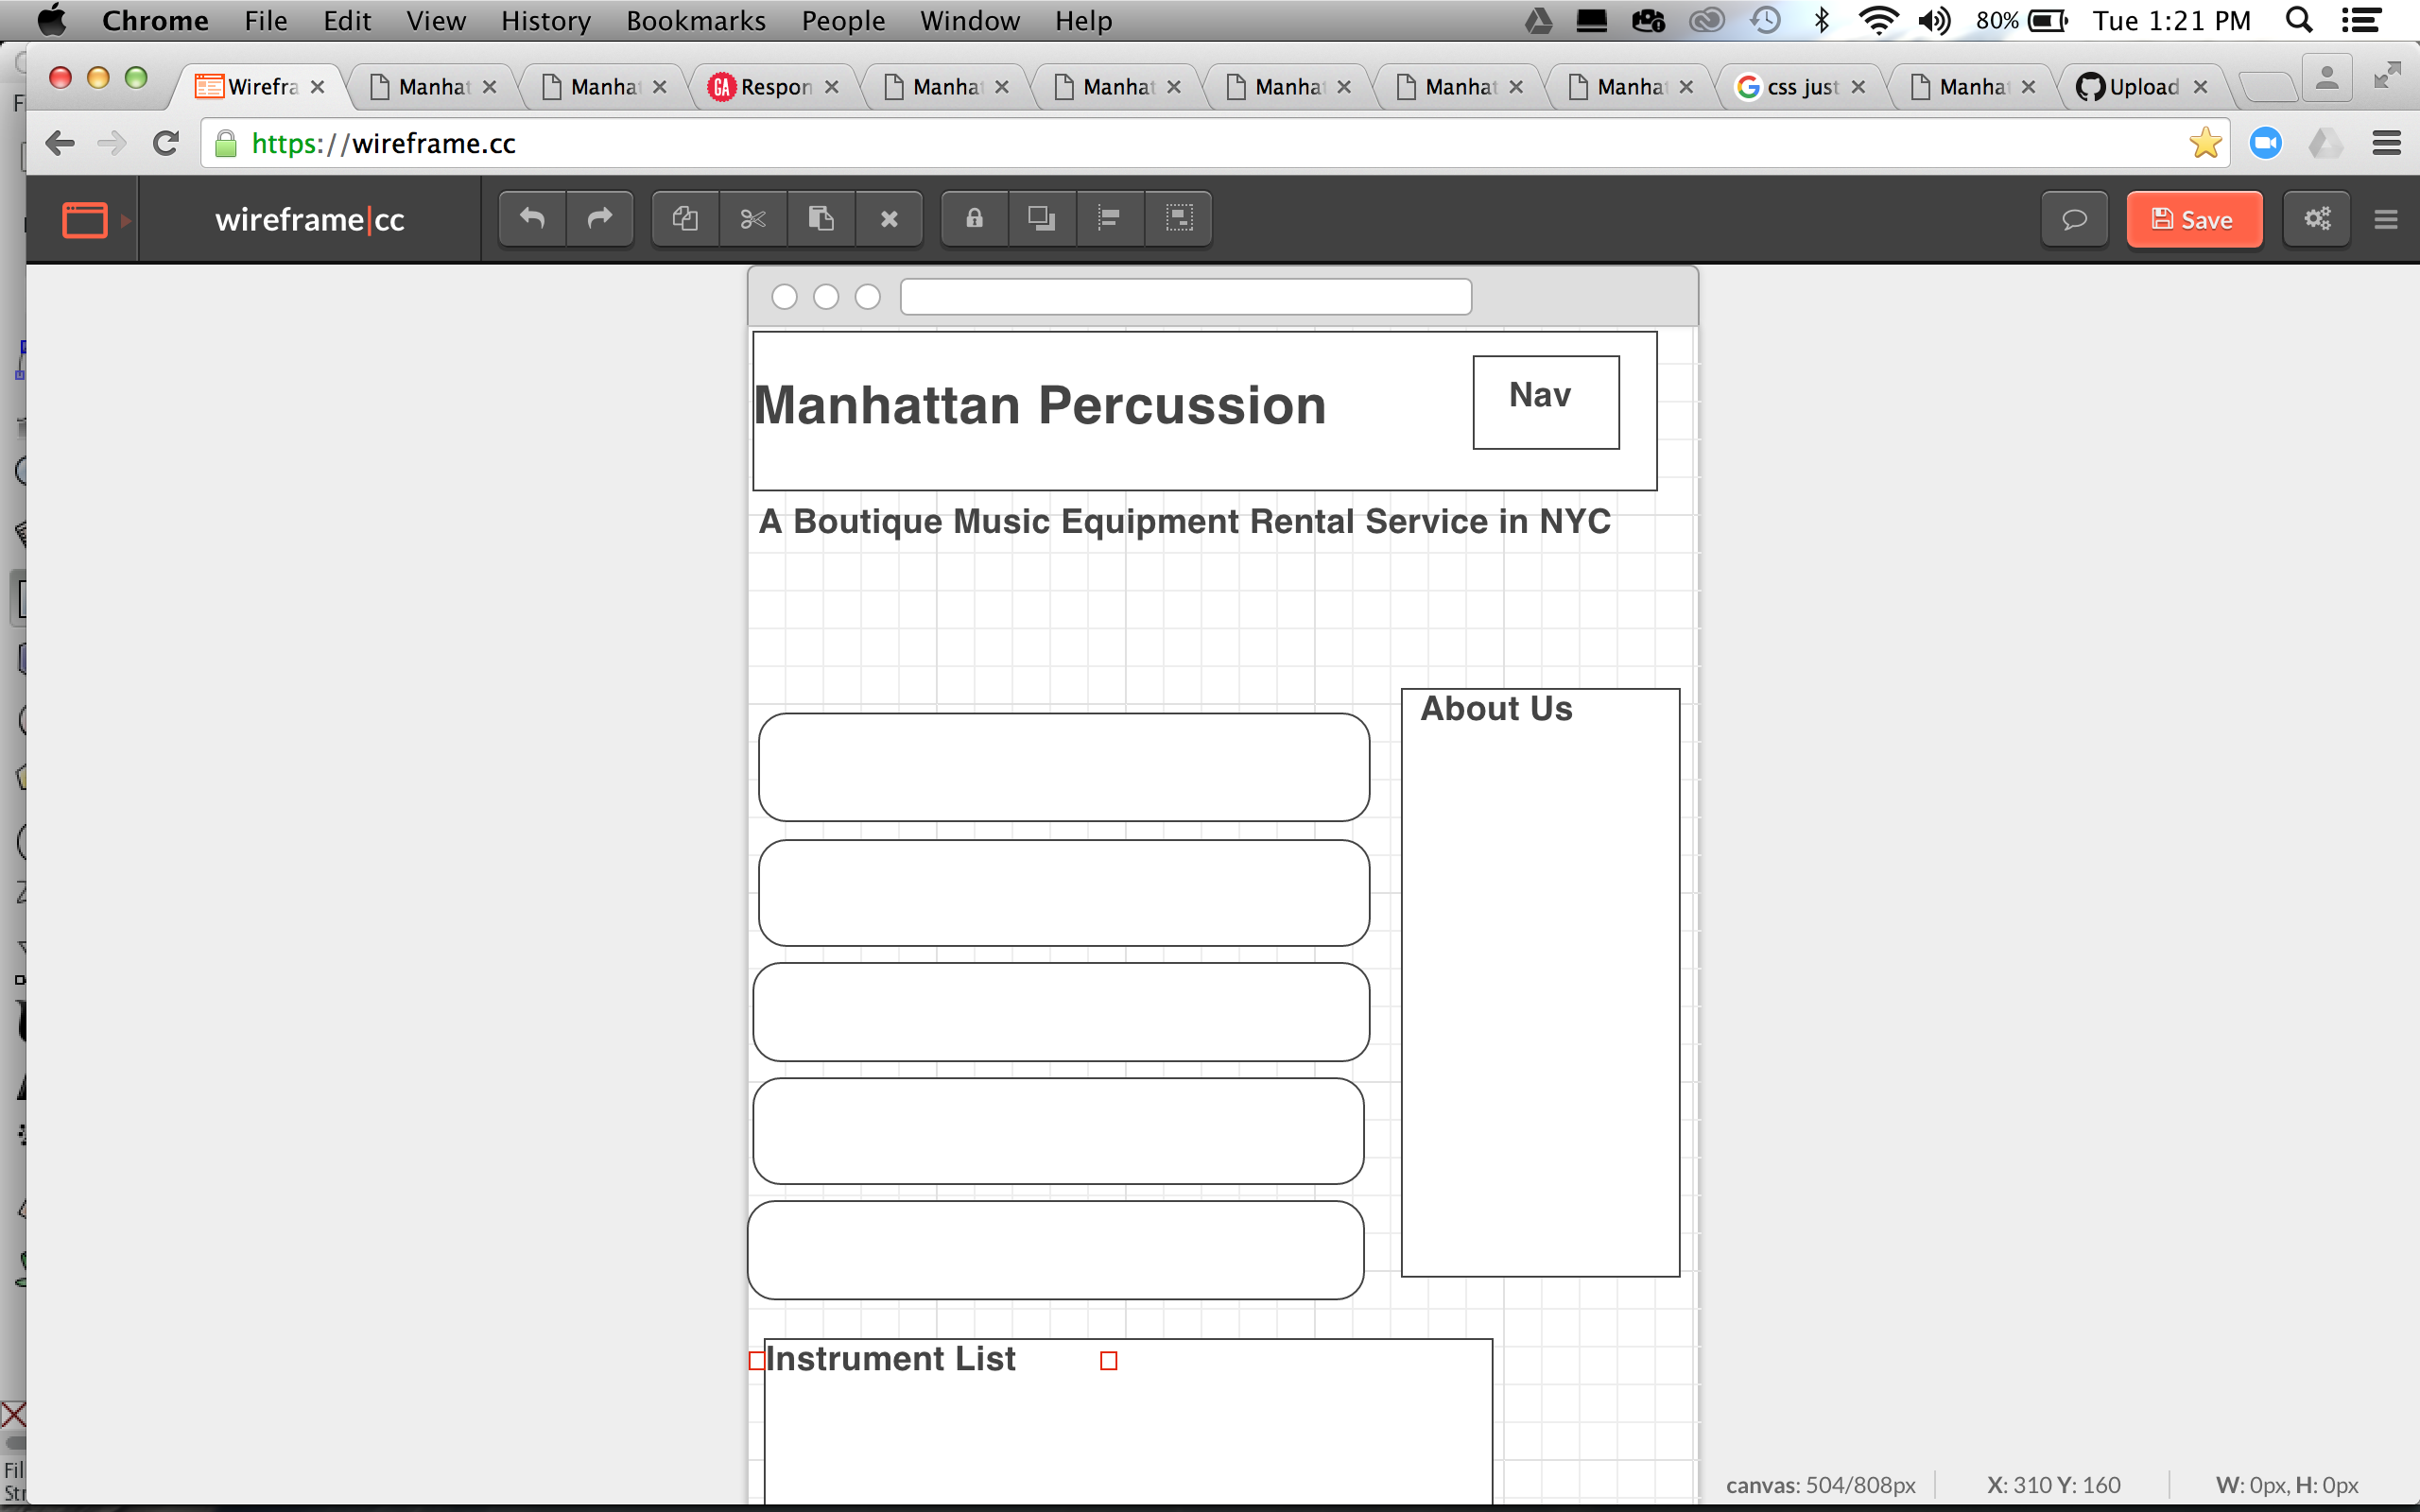 Chrome File Edit View History Bookmarks People Window Help 80% Tue 1:21 PM
Wirefra Manhat Manhat Respon Manhat Manhat Manhat Manhat Manhat css just Manhat Upload
GA
https://wireframe.cc
wireframe|cc Save
Manhattan Percussion
Nav
A Boutique Music Equipment Rental Service in NYC
About Us
Instrument List
Fil
Str
canvas: 504/808px X: 310 Y: 160 W: 0px, H: 0px